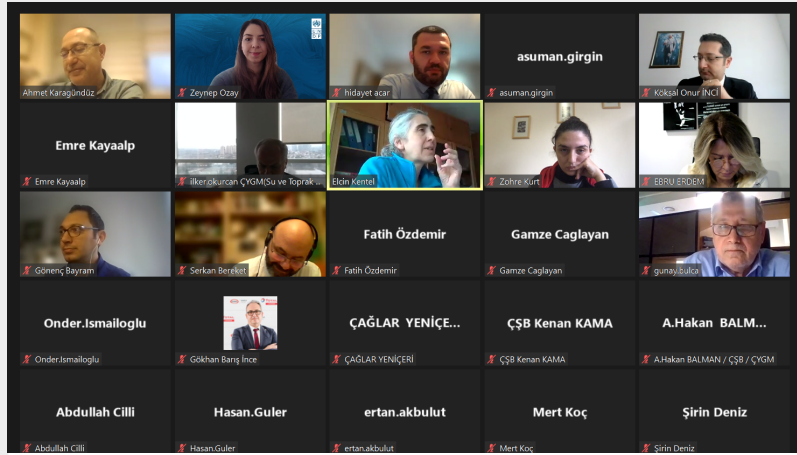 Ahmet Karagündüz
Zeynep Ozay
hidayet acar
asuman.girgin
asuman.girgin
Köksal Onur İNCİ
Emre Kayaalp
Emre Kayaalp
ilker.okurcan ÇYGM(Su ve Toprak ..
Elcin Kentel
Zohre Kurt
EBRU ERDEM
Gönenç Bayram
Serkan Bereket
Fatih Özdemir
Fatih Özdemir
Gamze Caglayan
Gamze Caglayan
gunay.bulca
Onder.Ismailoglu
Onder.Ismailoglu
Gökhan Barış İnce
ÇAĞLAR YENİÇE...
ÇAĞLAR YENİÇERİ
ÇŞB Kenan KAMA
ÇŞB Kenan KAMA
A.Hakan BALM...
A.Hakan BALMAN / ÇŞB / ÇYGM
Abdullah Cilli
Abdullah Cilli
Hasan.Guler
Hasan.Guler
ertan.akbulut
ertan.akbulut
Mert Koç
Mert Koç
Şirin Deniz
Şirin Deniz